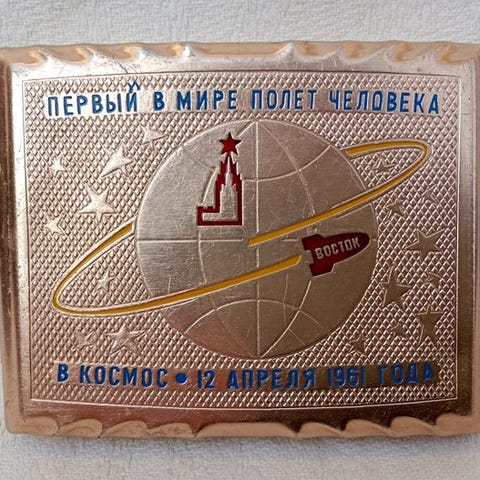 ПЕРВЫЙ В МИРЕ ПОЛЕТ ЧЕЛОВЕКА
ВОСТОК
В КОСМОС • 12 АПРЕЛЯ 1961 ГОДА